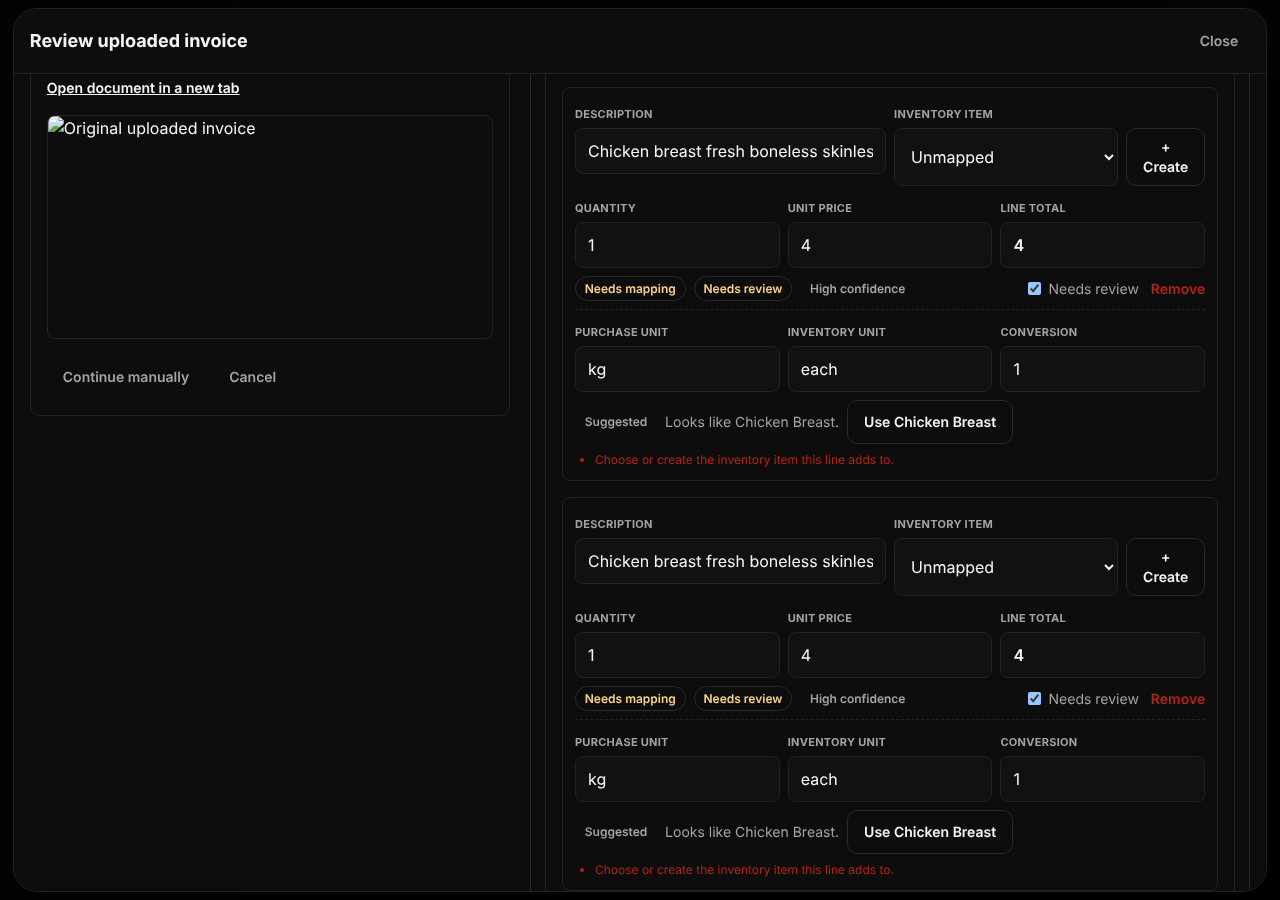 Review uploaded invoice
Close
Open document in a new tab
Original uploaded invoice
Continue manually
Cancel
DESCRIPTION
INVENTORY ITEM
Chicken breast fresh boneless skinles
Unmapped
+ Create
QUANTITY
UNIT PRICE
LINE TOTAL
1
4
4
Needs mapping
Needs review
High confidence
Needs review
Remove
PURCHASE UNIT
INVENTORY UNIT
CONVERSION
kg
each
1
Suggested
Looks like Chicken Breast.
Use Chicken Breast
• Choose or create the inventory item this line adds to.
DESCRIPTION
INVENTORY ITEM
Chicken breast fresh boneless skinles
Unmapped
+ Create
QUANTITY
UNIT PRICE
LINE TOTAL
1
4
4
Needs mapping
Needs review
High confidence
Needs review
Remove
PURCHASE UNIT
INVENTORY UNIT
CONVERSION
kg
each
1
Suggested
Looks like Chicken Breast.
Use Chicken Breast
• Choose or create the inventory item this line adds to.